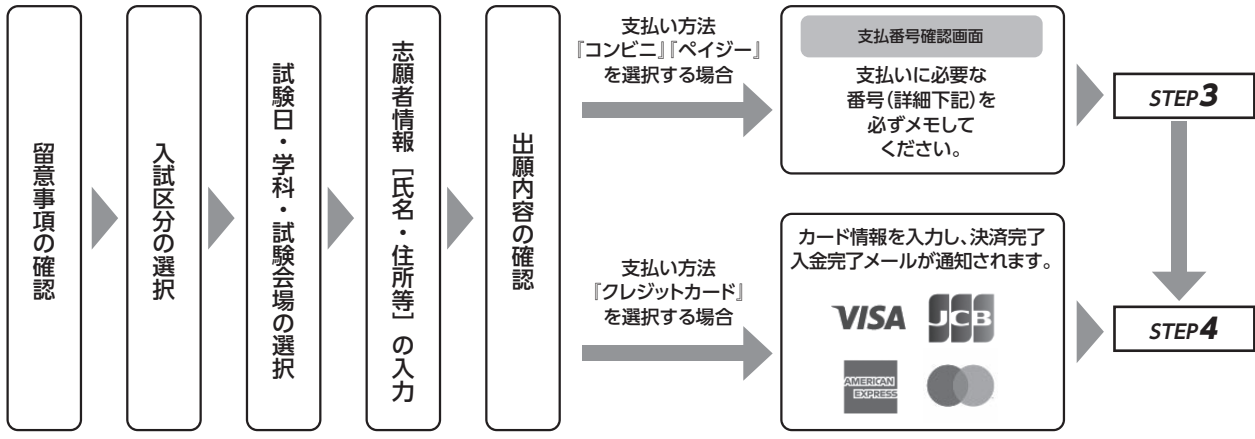 留意事項の確認
入試区分の選択
試験日・学科・試験会場の選択
志願者情報［氏名・住所等］の入力
出願内容の確認
支払い方法
『コンビニ』『ペイジー』
を選択する場合
支払番号確認画面
支払いに必要な
番号（詳細下記）を
必ずメモして
ください。
STEP3
支払い方法
『クレジットカード』
を選択する場合
カード情報を入力し、決済完了
入金完了メールが通知されます。
VISA
JCB
AMERICAN
EXPRESS
STEP4